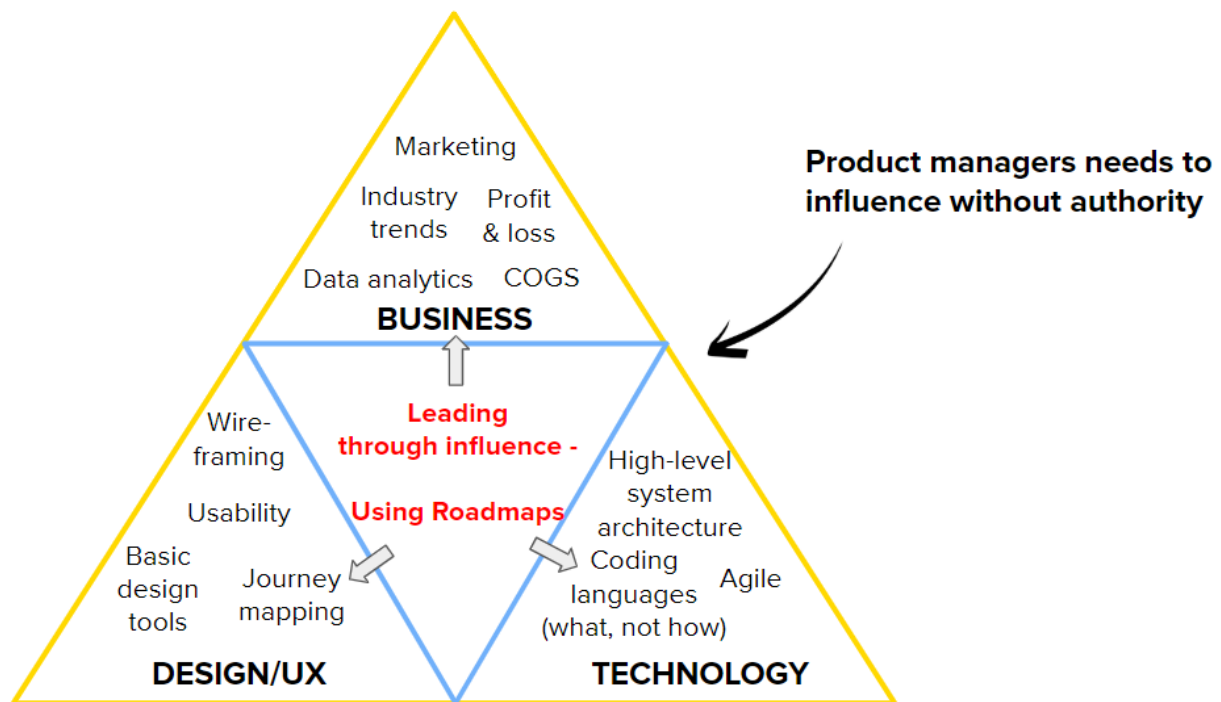 Marketing
Industry
trends
Profit
& loss
Data analytics
COGS
BUSINESS
Product managers needs to
influence without authority
Leading
through influence -
Using Roadmaps
Wire-
framing
Usability
Basic
design
tools
Journey
mapping
DESIGN/UX
High-level
system
architecture
Coding
languages
(what, not how)
Agile
TECHNOLOGY